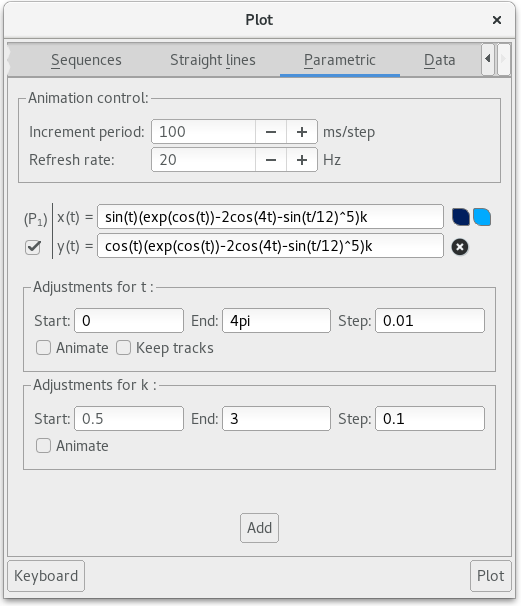 Plot
Sequences Straight lines Parametric Data
Animation control:
Increment period: 100 − + ms/step
Refresh rate: 20 − + Hz
(P₁) x(t) = sin(t)(exp(cos(t))-2cos(4t)-sin(t/12)^5)k
y(t) = cos(t)(exp(cos(t))-2cos(4t)-sin(t/12)^5)k
Adjustments for t :
Start: 0 End: 4pi Step: 0.01
Animate Keep tracks
Adjustments for k :
Start: 0.5 End: 3 Step: 0.1
Animate
Add
Keyboard Plot